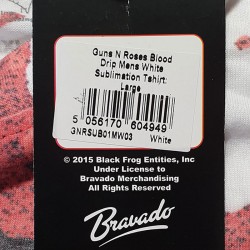 Guns N Roses Blood
Drip Mens White
Sublimation Tshirt:
Large
5 056170 604949
GNRSUB01MW03 White
© 2015 Black Frog Entities, Inc
Under License to
Bravado Merchandising
All Rights Reserved.
Bravado